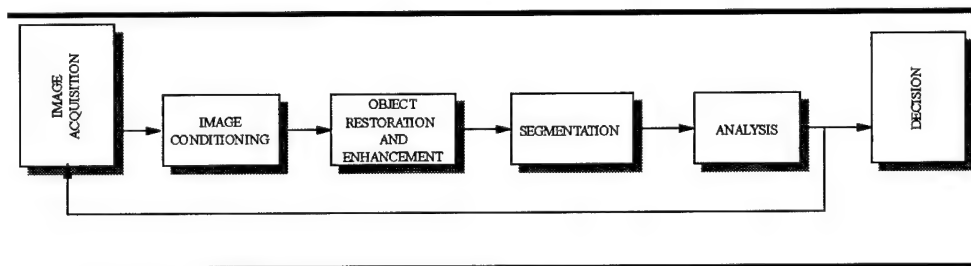 IMAGE
ACQUISITION
IMAGE
CONDITIONING
OBJECT
RESTORATION
AND
ENHANCEMENT
SEGMENTATION
ANALYSIS
DECISION